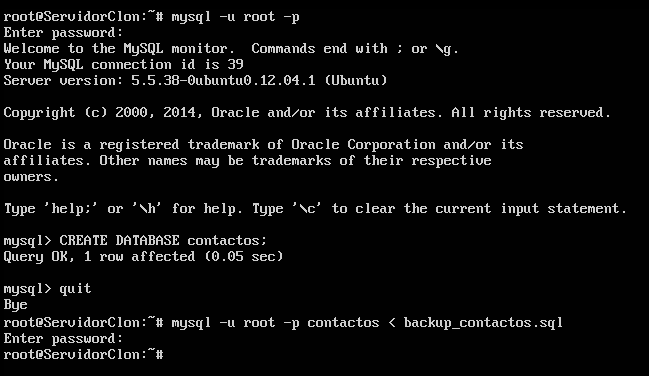 root@ServidorClon:~# mysql -u root -p
Enter password:
Welcome to the MySQL monitor.  Commands end with ; or \g.
Your MySQL connection id is 39
Server version: 5.5.38-0ubuntu0.12.04.1 (Ubuntu)
Copyright (c) 2000, 2014, Oracle and/or its affiliates. All rights reserved.
Oracle is a registered trademark of Oracle Corporation and/or its
affiliates. Other names may be trademarks of their respective
owners.
Type 'help;' or '\h' for help. Type '\c' to clear the current input statement.
mysql> CREATE DATABASE contactos;
Query OK, 1 row affected (0.05 sec)
mysql> quit
Bye
root@ServidorClon:~# mysql -u root -p contactos < backup_contactos.sql
Enter password:
root@ServidorClon:~#